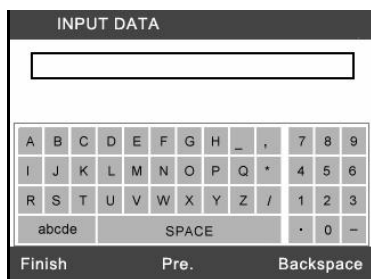 INPUT DATA
A B C D E F G H _ , 7 8 9
I J K L M N O P Q * 4 5 6
R S T U V W X Y Z / 1 2 3
abcde SPACE · 0 –
Finish Pre. Backspace